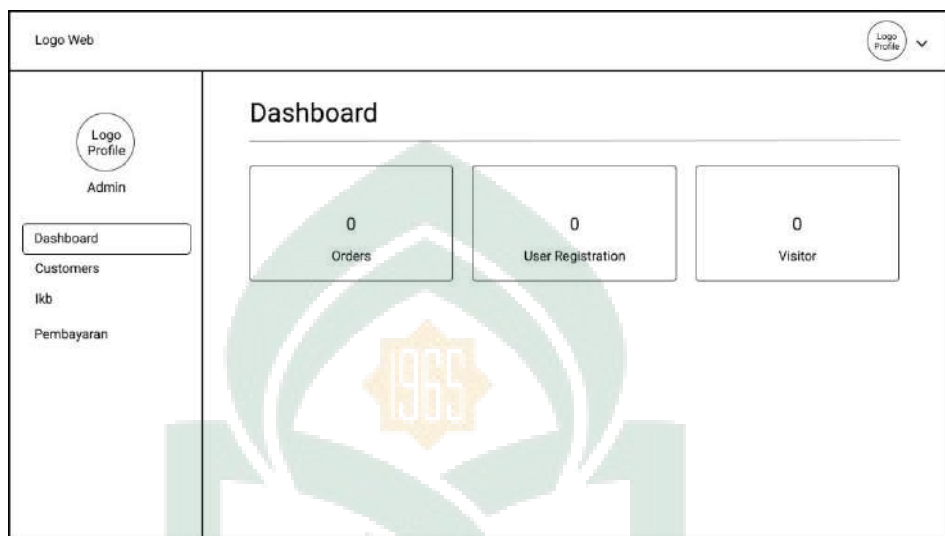 Logo Web
Logo
Profile
Logo
Profile
Admin
Dashboard
Customers
Ikb
Pembayaran
Dashboard
0
Orders
0
User Registration
0
Visitor
1965